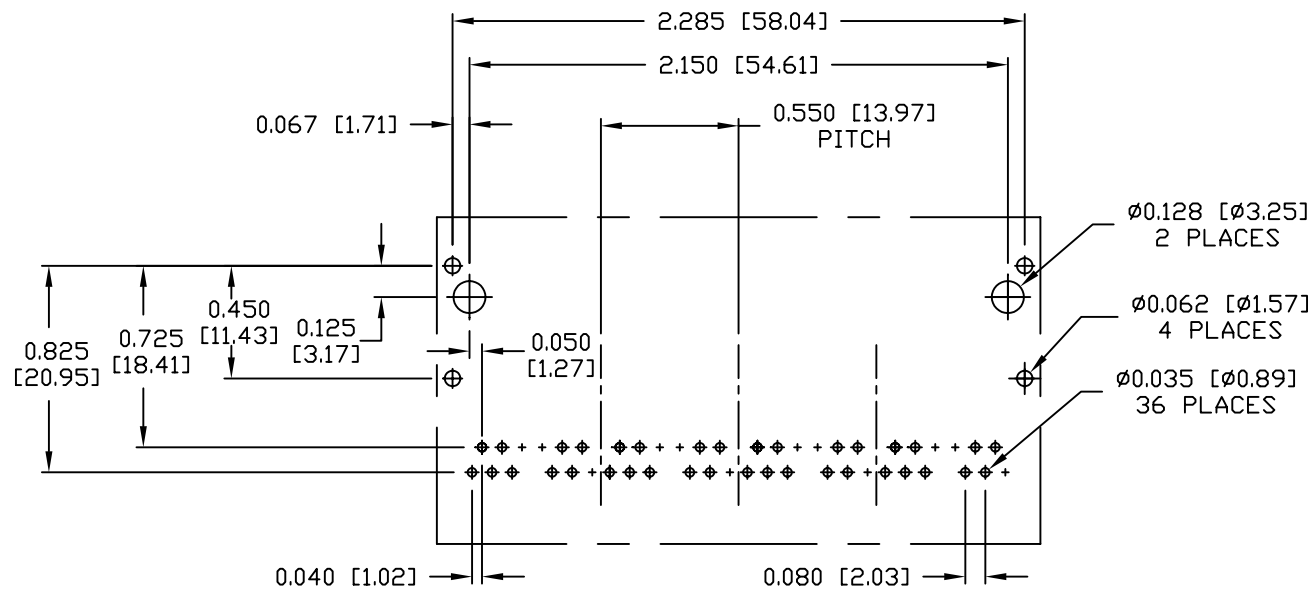 2.285 [58.04]
2.150 [54.61]
0.067 [1.71]
0.550 [13.97]
PITCH
Ø0.128 [Ø3.25]
2 PLACES
0.450
[11.43]
0.125
[3.17]
0.725
[18.41]
0.825
[20.95]
0.050
[1.27]
Ø0.062 [Ø1.57]
4 PLACES
Ø0.035 [Ø0.89]
36 PLACES
0.040 [1.02]
0.080 [2.03]